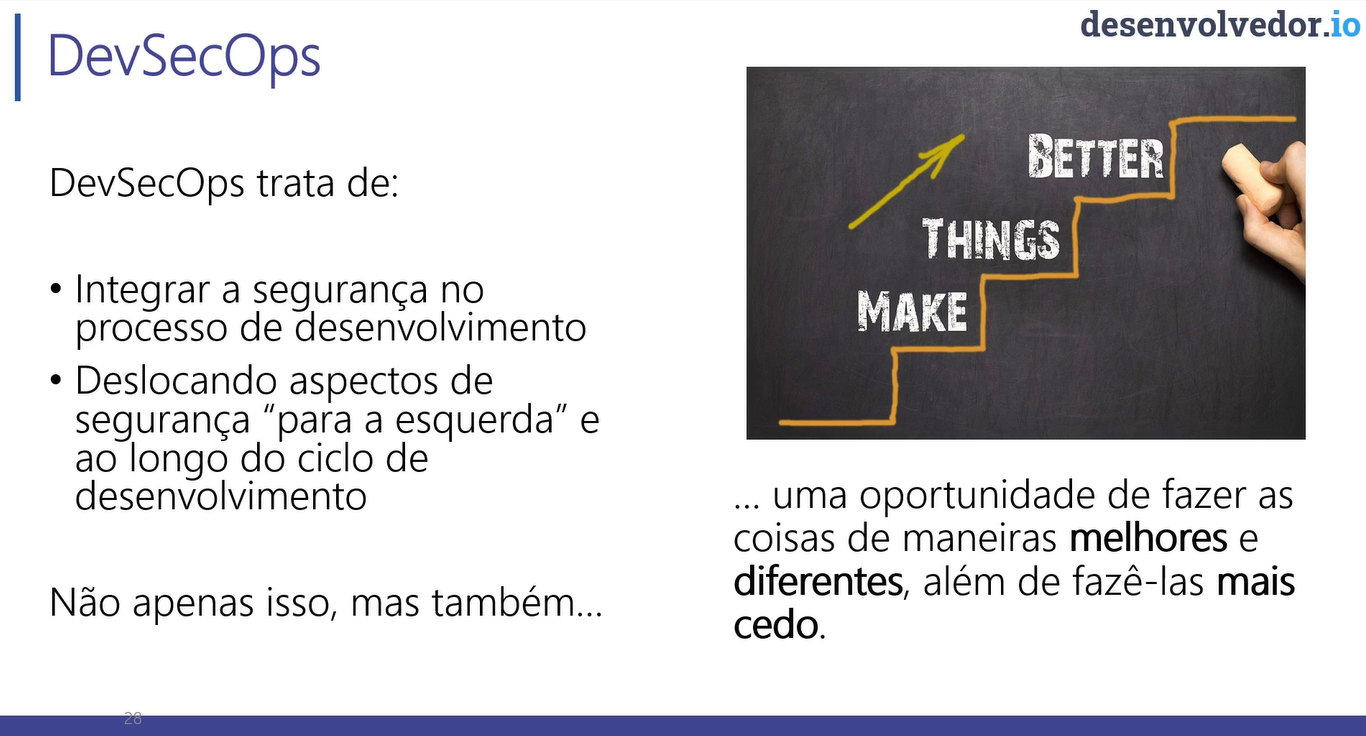 desenvolvedor.io
DevSecOps
DevSecOps trata de:
• Integrar a segurança no
processo de desenvolvimento
• Deslocando aspectos de
segurança “para a esquerda” e
ao longo do ciclo de
desenvolvimento
Não apenas isso, mas também...
BETTER
THINGS
MAKE
... uma oportunidade de fazer as
coisas de maneiras melhores e
diferentes, além de fazê-las mais
cedo.
28